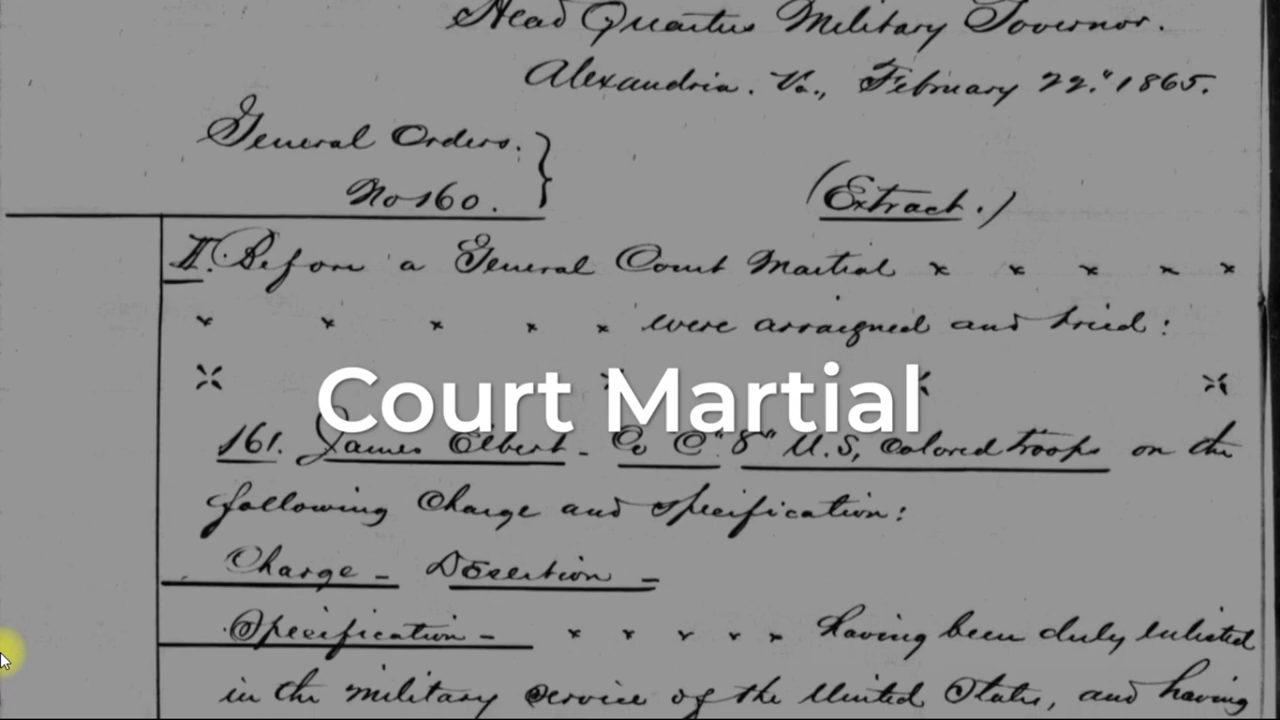 Head Quarters Military Governor.
Alexandria. Va., February 22." 1865.
General Orders.
No 160.
(Extract.)
II. Before a General Court Martial x x x x x
x x x x x were arraigned and tried:
Court Martial
161. James Elbert - Co "C" 8" U.S, Colored troops on the
following Charge and specification:
Charge - Desertion -
Specification - x x x x x having been duly enlisted
in the military service of the United States, and having